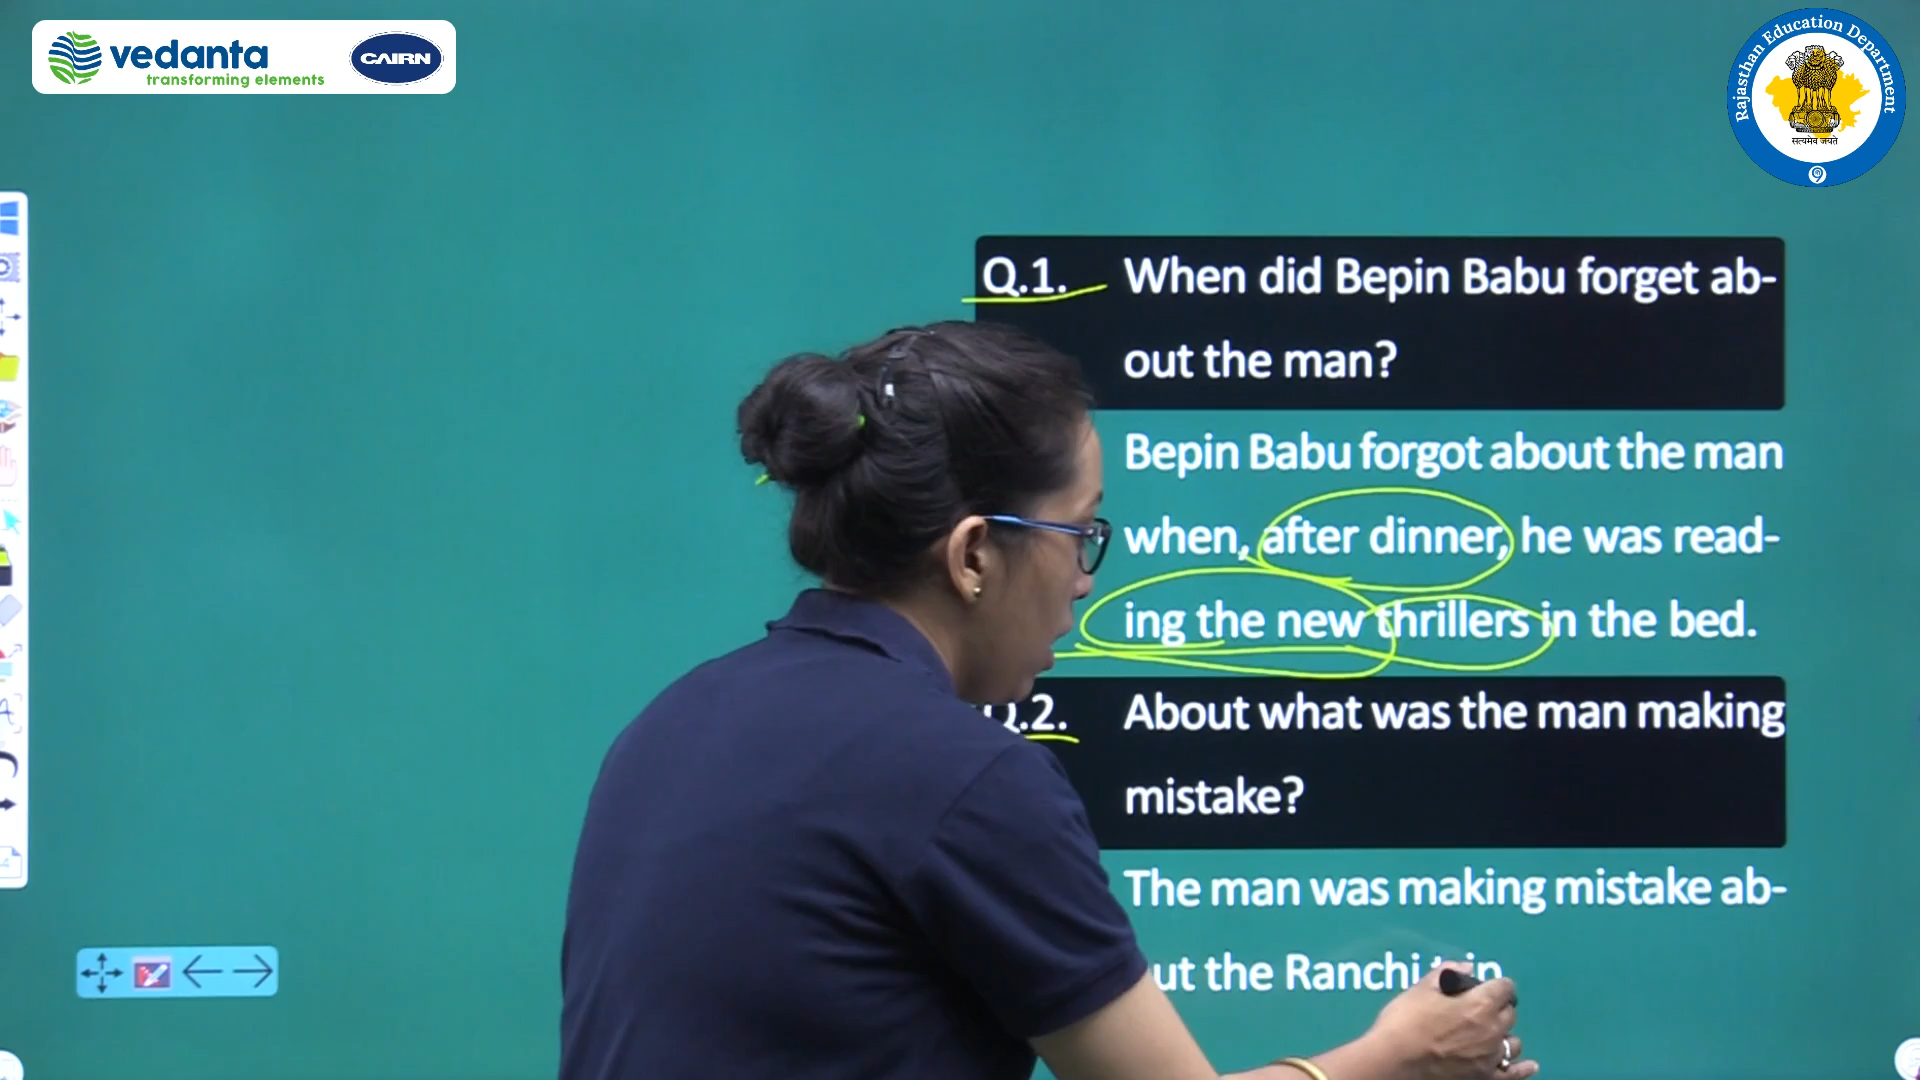 vedanta
transforming elements
CAIRN
Rajasthan Education Department
सत्यमेव जयते
Q.1. When did Bepin Babu forget ab-
out the man?
Bepin Babu forgot about the man
when, after dinner, he was read-
ing the new thrillers in the bed.
Q.2. About what was the man making
mistake?
The man was making mistake ab-
out the Ranchi trip